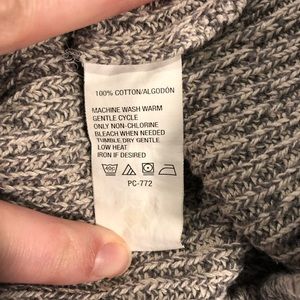 100% COTTON/ALGODÓN
MACHINE WASH WARM
GENTLE CYCLE
ONLY NON-CHLORINE
BLEACH WHEN NEEDED
TUMBLE DRY GENTLE
LOW HEAT
IRON IF DESIRED
PC-772